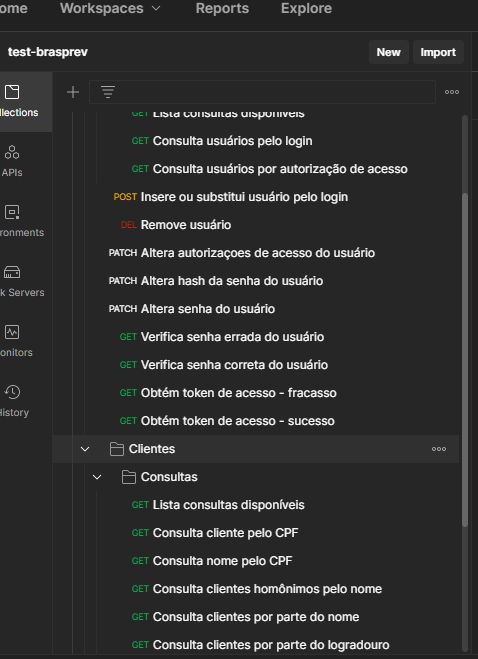 ome Workspaces Reports Explore
test-brasprev New Import
llections
APIs
ronments
k Servers
onitors
History
GET Lista consultas disponíveis
GET Consulta usuários pelo login
GET Consulta usuários por autorização de acesso
POST Insere ou substitui usuário pelo login
DEL Remove usuário
PATCH Altera autorizaçoes de acesso do usuário
PATCH Altera hash da senha do usuário
PATCH Altera senha do usuário
GET Verifica senha errada do usuário
GET Verifica senha correta do usuário
GET Obtém token de acesso - fracasso
GET Obtém token de acesso - sucesso
Clientes
Consultas
GET Lista consultas disponíveis
GET Consulta cliente pelo CPF
GET Consulta nome pelo CPF
GET Consulta clientes homônimos pelo nome
GET Consulta clientes por parte do nome
GET Consulta clientes por parte do logradouro